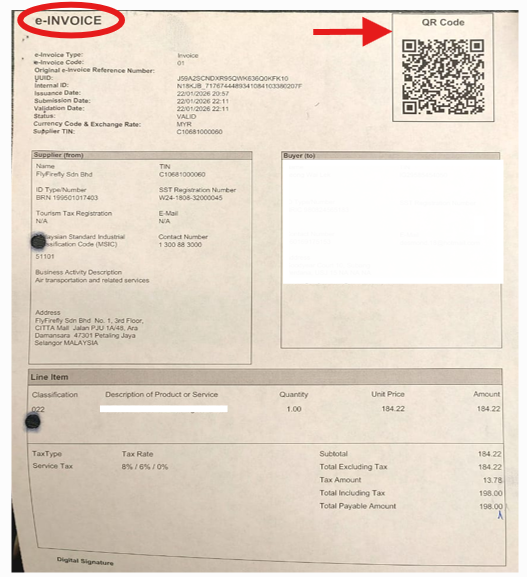 e-INVOICE
QR Code
e-Invoice Type: Invoice
e-Invoice Code: 01
Original e-Invoice Reference Number:
UUID: J59A2SCNDXR95QWK636Q0KFK10
Internal ID: N18KJB_7176744489341084103380207F
Issuance Date: 22/01/2026 20:57
Submission Date: 22/01/2026 22:11
Validation Date: 22/01/2026 22:11
Status: VALID
Currency Code & Exchange Rate: MYR
Supplier TIN: C10681000060
Supplier (from)
Name TIN
FlyFirefly Sdn Bhd C10681000060
ID Type/Number SST Registration Number
BRN 199501017403 W24-1808-32000045
Tourism Tax Registration E-Mail
N/A N/A
Malaysian Standard Industrial Contact Number
Classification Code (MSIC) 1 300 88 3000
51101
Business Activity Description
Air transportation and related services
Address
FlyFirefly Sdn Bhd No. 1, 3rd Floor,
CITTA Mall Jalan PJU 1A/48, Ara
Damansara 47301 Petaling Jaya
Selangor MALAYSIA
Buyer (to)
Line Item
Classification Description of Product or Service Quantity Unit Price Amount
022 1.00 184.22 184.22
TaxType Tax Rate Subtotal 184.22
Service Tax 8% / 6% / 0% Total Excluding Tax 184.22
Tax Amount 13.78
Total Including Tax 198.00
Total Payable Amount 198.00
Digital Signature